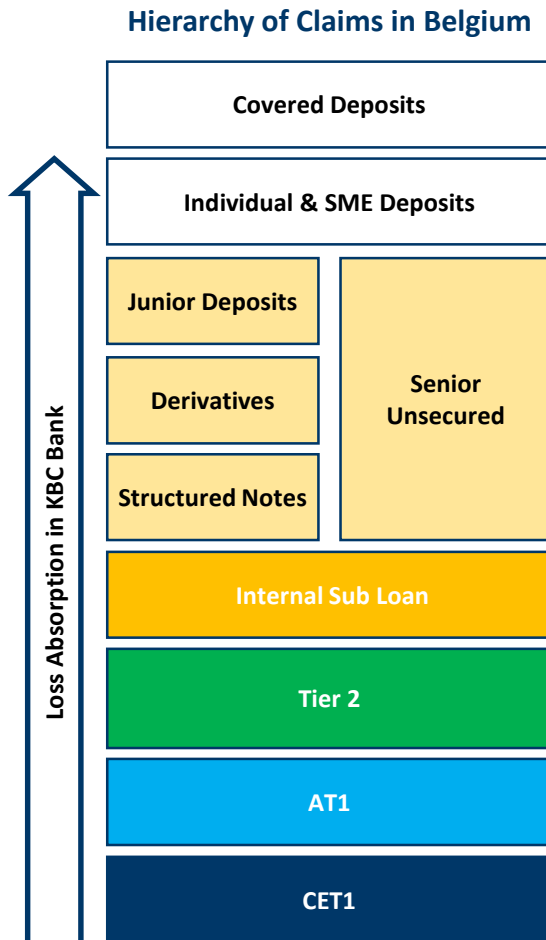 Hierarchy of Claims in Belgium
Covered Deposits
Individual & SME Deposits
Junior Deposits
Derivatives
Structured Notes
Senior
Unsecured
Internal Sub Loan
Tier 2
AT1
CET1
Loss Absorption in KBC Bank